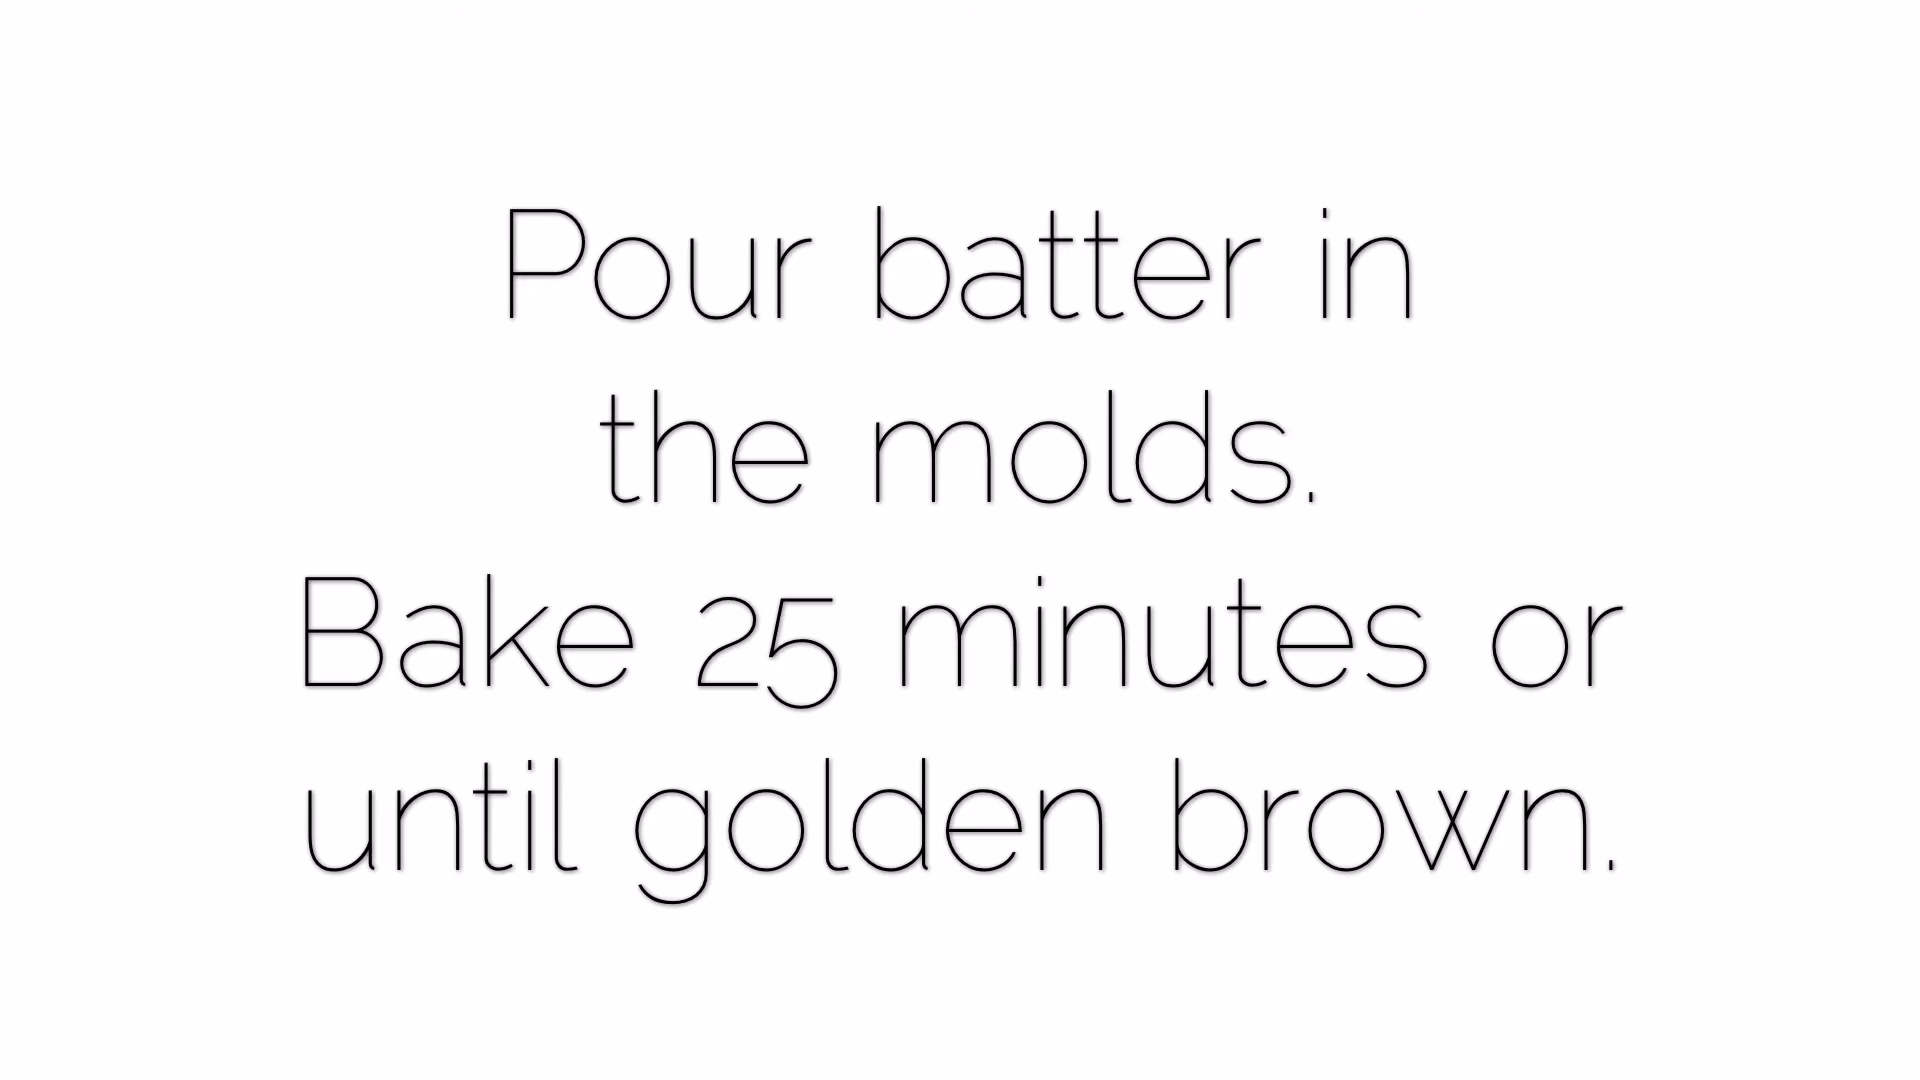 Pour batter in
the molds.
Bake 25 minutes or
until golden brown.